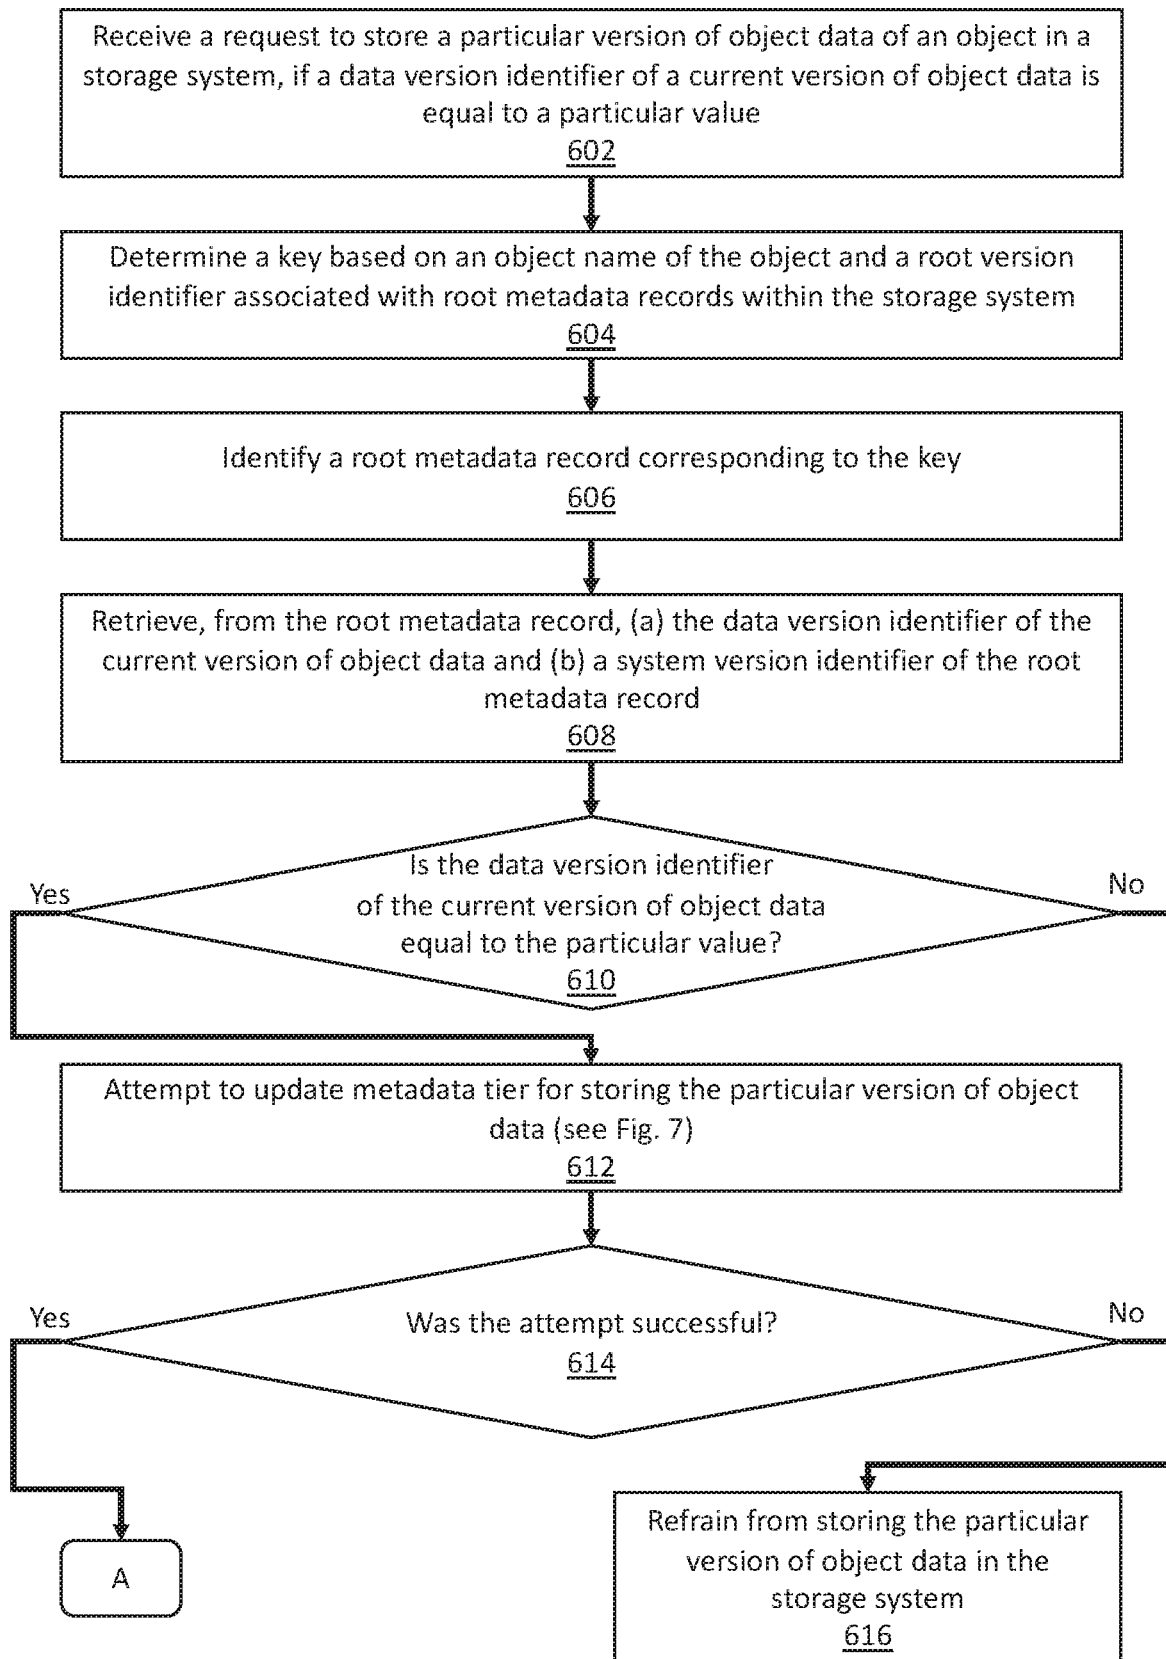 Receive a request to store a particular version of object data of an object in a
storage system, if a data version identifier of a current version of object data is
equal to a particular value
602
Determine a key based on an object name of the object and a root version
identifier associated with root metadata records within the storage system
604
Identify a root metadata record corresponding to the key
606
Retrieve, from the root metadata record, (a) the data version identifier of the
current version of object data and (b) a system version identifier of the root
metadata record
608
Is the data version identifier
of the current version of object data
equal to the particular value?
610
Yes
No
Attempt to update metadata tier for storing the particular version of object
data (see Fig. 7)
612
Was the attempt successful?
614
Yes
No
A
Refrain from storing the particular
version of object data in the
storage system
616